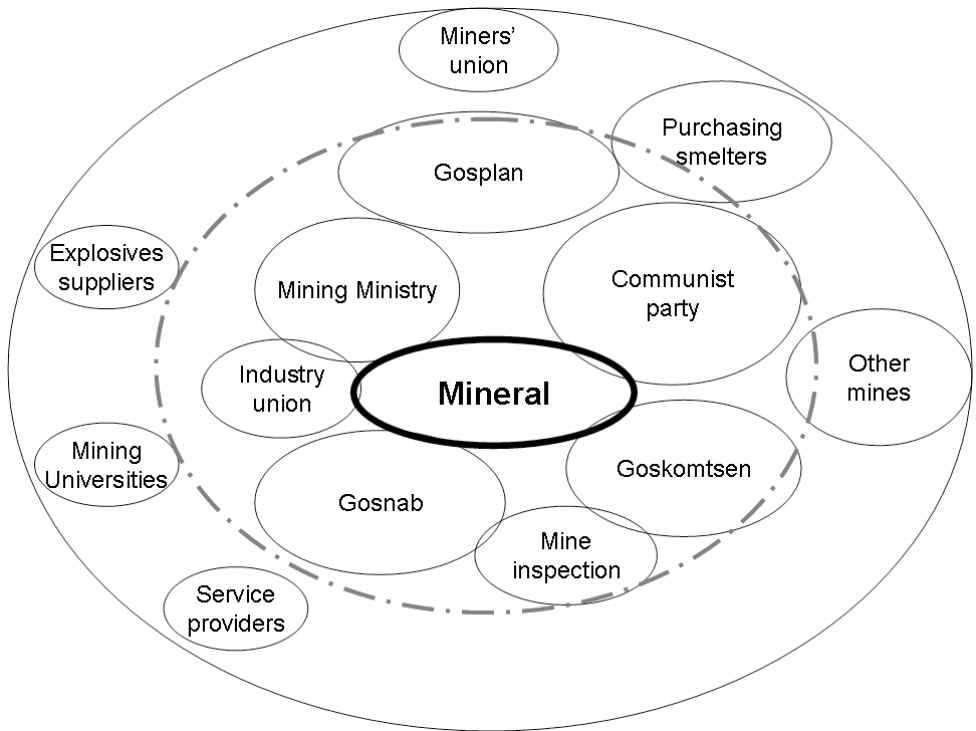 Miners'
union
Purchasing
smelters
Gosplan
Explosives
suppliers
Mining Ministry
Communist
party
Industry
union
Mineral
Other
mines
Mining
Universities
Gosnab
Goskomtsen
Mine
inspection
Service
providers